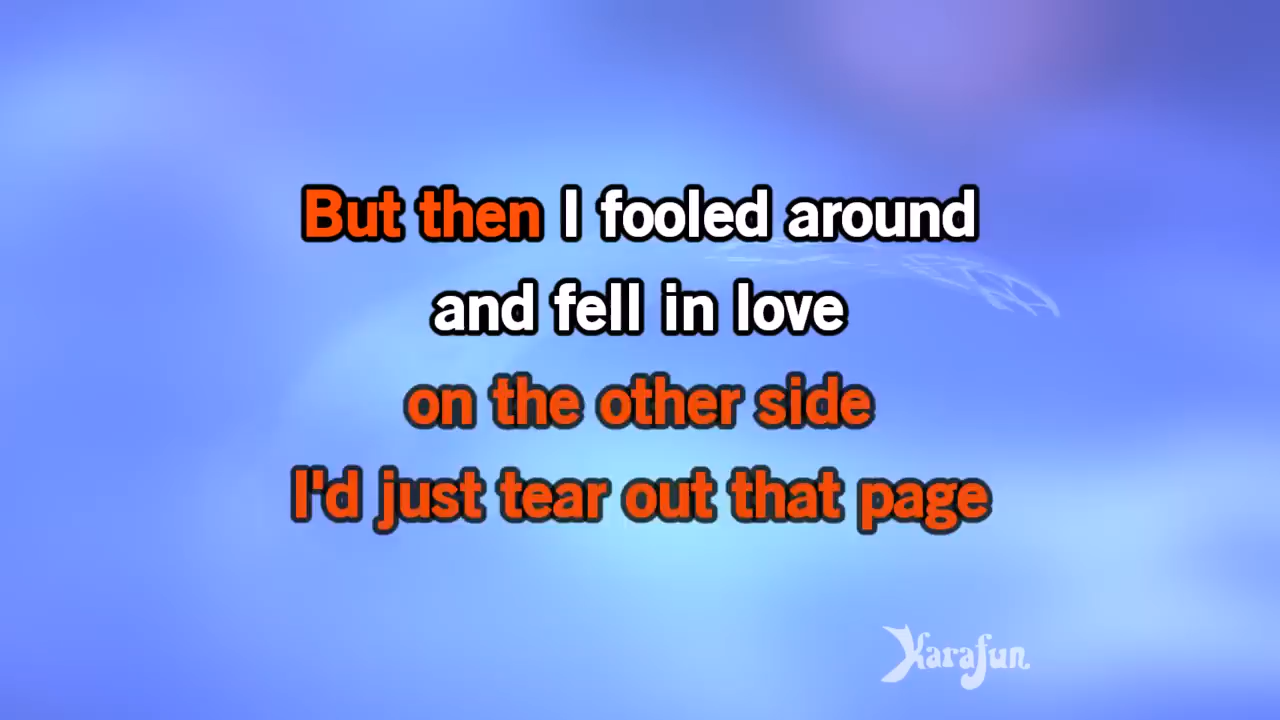 But then I fooled around
and fell in love
on the other side
I'd just tear out that page
Karafun